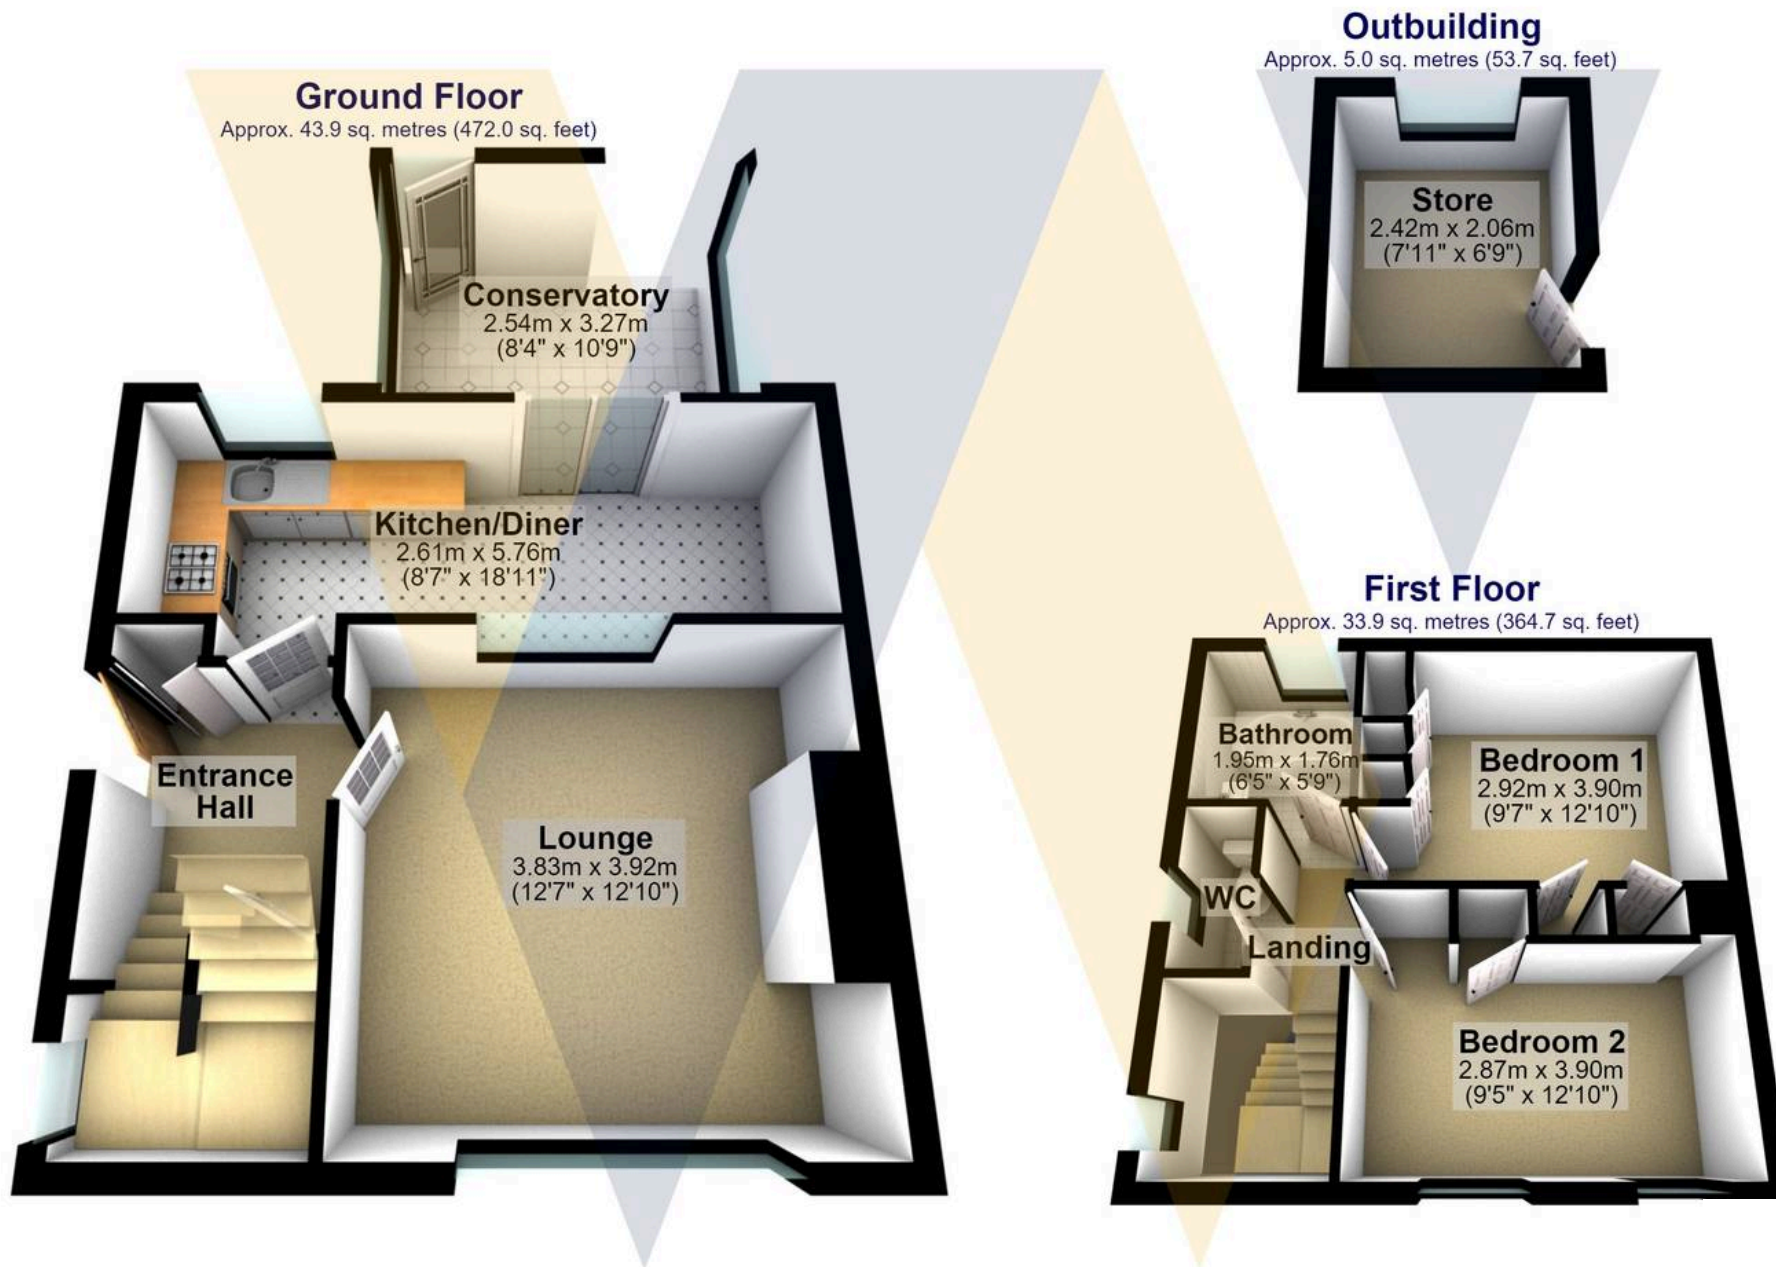 Ground Floor
Approx. 43.9 sq. metres (472.0 sq. feet)
Conservatory
2.54m x 3.27m
(8'4" x 10'9")
Kitchen/Diner
2.61m x 5.76m
(8'7" x 18'11")
Entrance
Hall
Lounge
3.83m x 3.92m
(12'7" x 12'10")
Outbuilding
Approx. 5.0 sq. metres (53.7 sq. feet)
Store
2.42m x 2.06m
(7'11" x 6'9")
First Floor
Approx. 33.9 sq. metres (364.7 sq. feet)
Bathroom
1.95m x 1.76m
(6'5" x 5'9")
Bedroom 1
2.92m x 3.90m
(9'7" x 12'10")
WC
Landing
Bedroom 2
2.87m x 3.90m
(9'5" x 12'10")